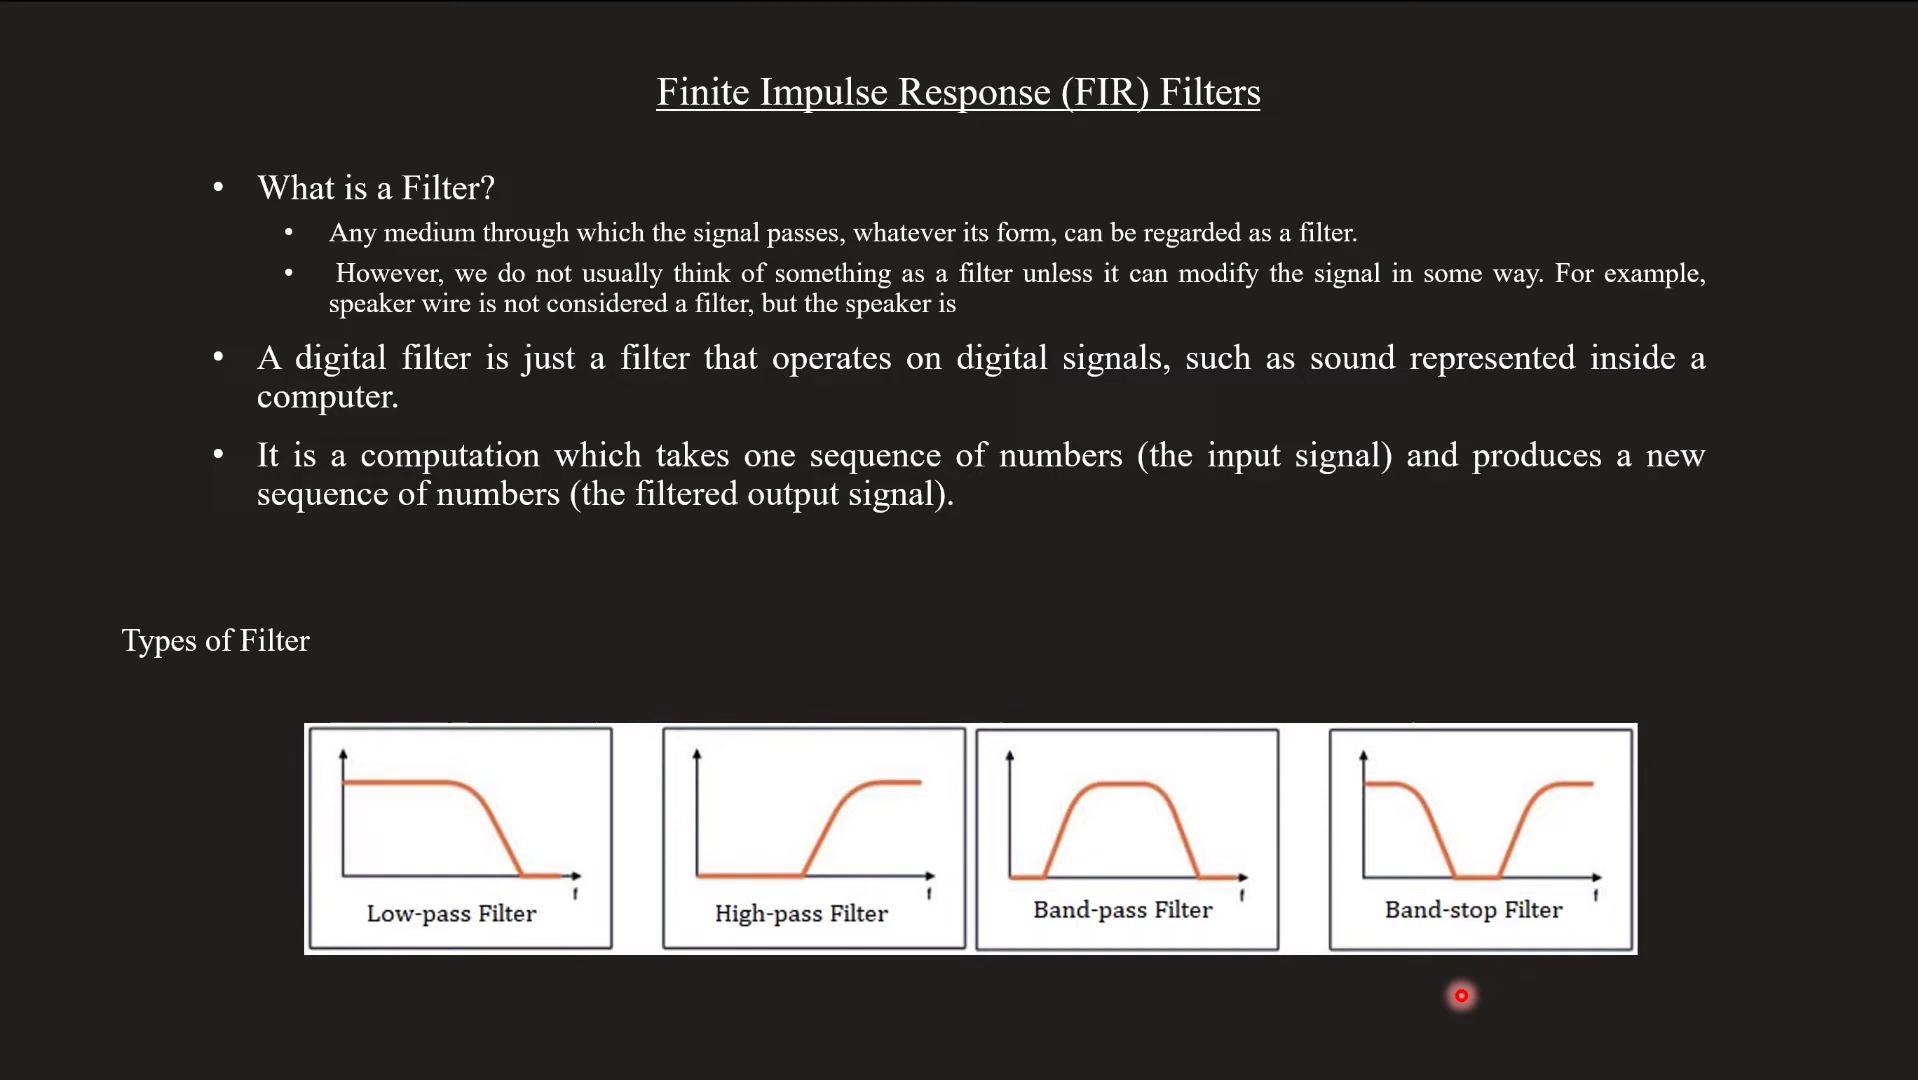 Finite Impulse Response (FIR) Filters
• What is a Filter?
• Any medium through which the signal passes, whatever its form, can be regarded as a filter.
• However, we do not usually think of something as a filter unless it can modify the signal in some way. For example,
speaker wire is not considered a filter, but the speaker is
• A digital filter is just a filter that operates on digital signals, such as sound represented inside a
computer.
• It is a computation which takes one sequence of numbers (the input signal) and produces a new
sequence of numbers (the filtered output signal).
Types of Filter
f
Low-pass Filter
f
High-pass Filter
f
Band-pass Filter
f
Band-stop Filter